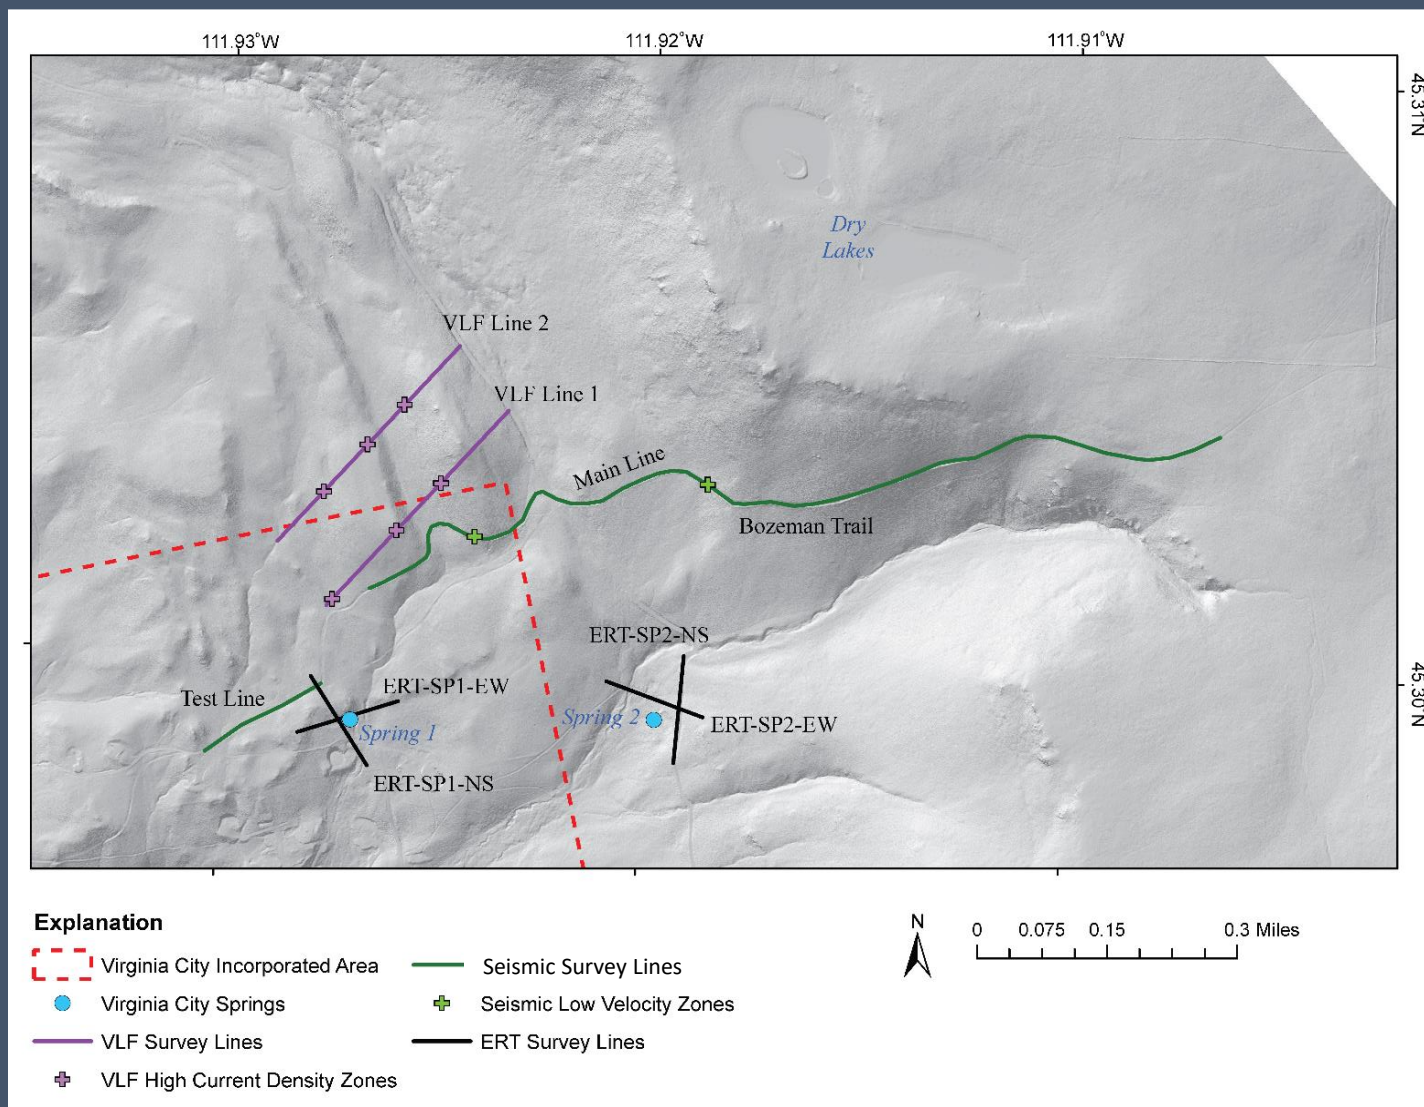 111.93°W
111.92°W
111.91°W
45.31°N
Dry
Lakes
VLF Line 2
VLF Line 1
Main Line
Bozeman Trail
ERT-SP2-NS
ERT-SP1-EW
Test Line
45.30°N
Spring 2
ERT-SP2-EW
Spring 1
ERT-SP1-NS
Explanation
Virginia City Incorporated Area
Virginia City Springs
VLF Survey Lines
VLF High Current Density Zones
Seismic Survey Lines
Seismic Low Velocity Zones
ERT Survey Lines
N
0 0.075 0.15 0.3 Miles